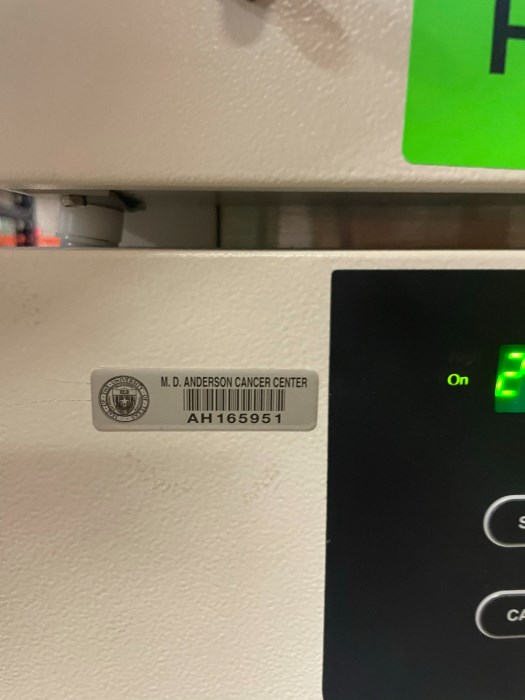 M. D. ANDERSON CANCER CENTER
AH165951
On